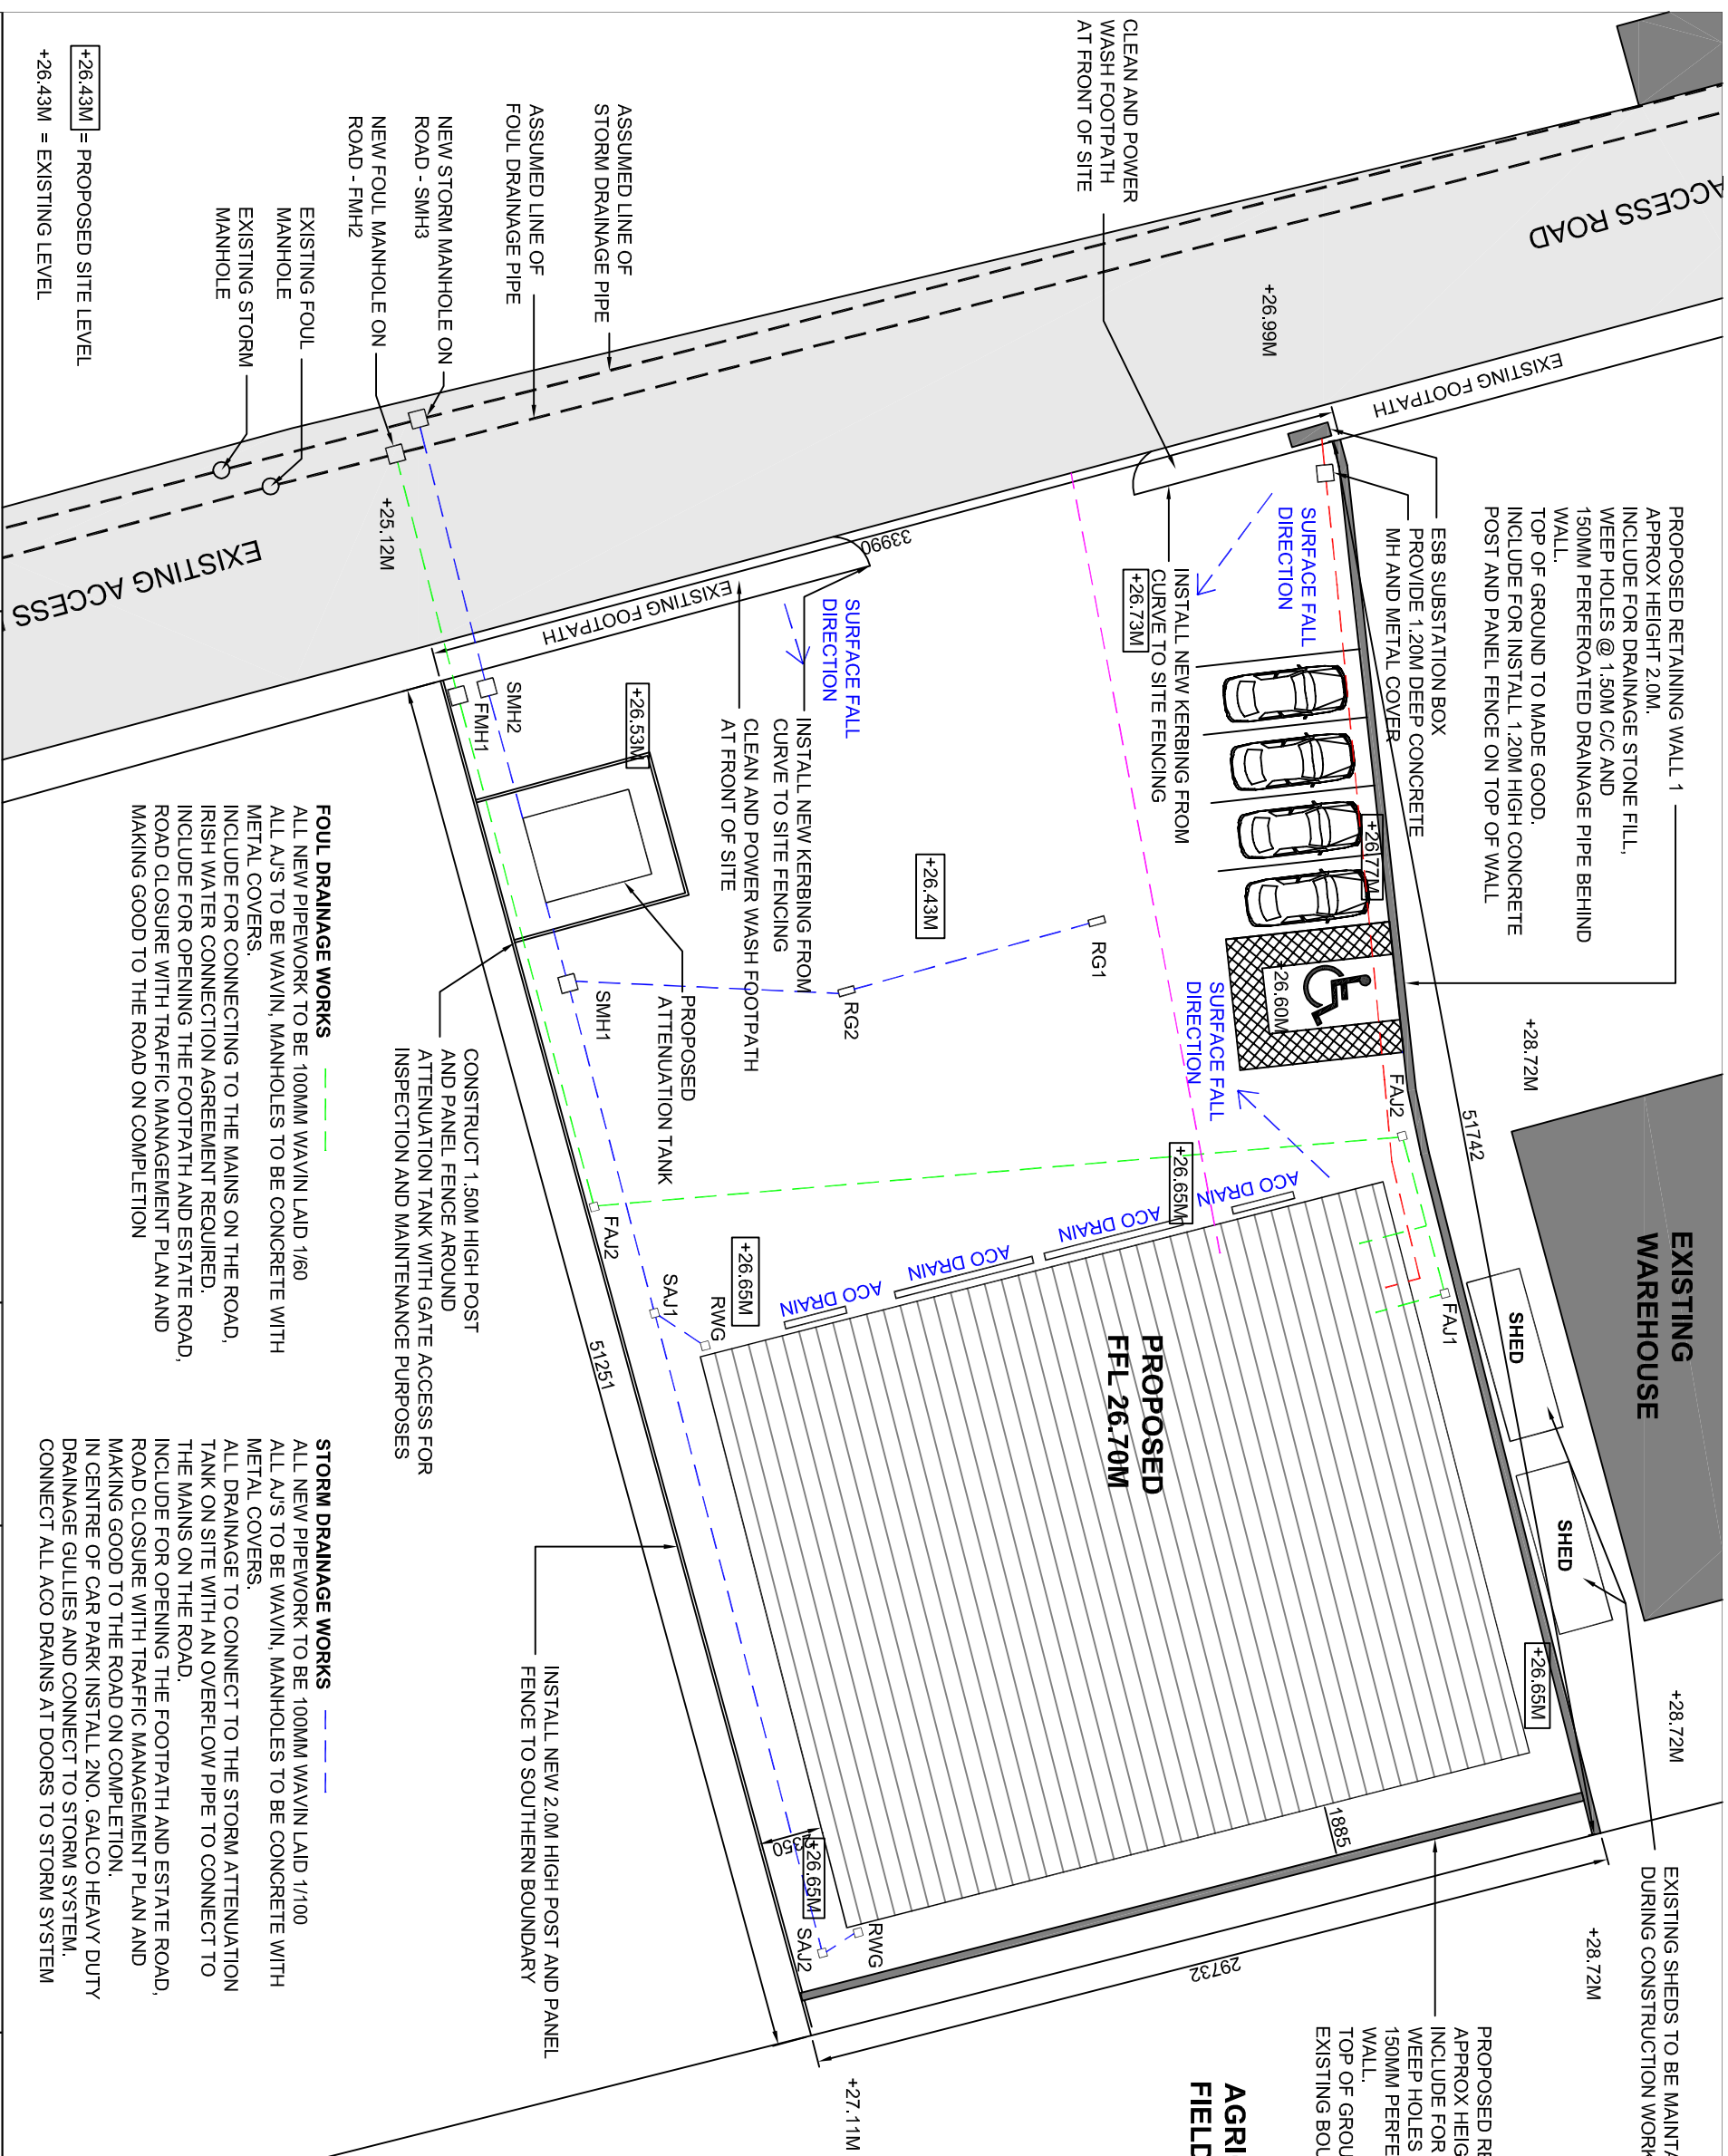 CLEAN AND POWER
WASH FOOTPATH
AT FRONT OF SITE
ACCESS ROAD
+26.99M
EXISTING FOOTPATH
PROPOSED RETAINING WALL 1
APPROX HEIGHT 2.0M.
INCLUDE FOR DRAINAGE STONE FILL,
WEEP HOLES @ 1.50M C/C AND
150MM PERFEROATED DRAINAGE PIPE BEHIND
WALL.
TOP OF GROUND TO MADE GOOD.
INCLUDE FOR INSTALL 1.20M HIGH CONCRETE
POST AND PANEL FENCE ON TOP OF WALL
ESB SUBSTATION BOX
PROVIDE 1.20M DEEP CONCRETE
MH AND METAL COVER
SURFACE FALL
DIRECTION
INSTALL NEW KERBING FROM
CURVE TO SITE FENCING
+26.73M
+26.77M
+26.60M
+28.72M
51742
EXISTING
WAREHOUSE
SHED
SHED
EXISTING SHEDS TO BE
DURING CONSTRUCTION
+28.72M
+28.72M
+26.65M
FAJ2
FAJ1
SURFACE FALL
DIRECTION
+26.65M
ACO DRAIN
ACO DRAIN
ACO DRAIN
ACO DRAIN
PROPOSED
FFL 26.70M
1885
29732
PROPOSED
APPROX
INCLUDE FOR
WEEP HOLES
150MM
WALL.
TOP OF
EXISTING
AGRI
FIELD
+27.11M
RG1
RG2
+26.43M
33990
SURFACE FALL
DIRECTION
INSTALL NEW KERBING FROM
CURVE TO SITE FENCING
CLEAN AND POWER WASH FOOTPATH
AT FRONT OF SITE
EXISTING FOOTPATH
+26.53M
PROPOSED
ATTENUATION TANK
SMH1
SMH2
FMH1
FAJ2
SAJ1
RWG
+26.65M
51251
2350
+26.65M
SAJ2
RWG
CONSTRUCT 1.50M HIGH POST
AND PANEL FENCE AROUND
ATTENUATION TANK WITH GATE ACCESS FOR
INSPECTION AND MAINTENANCE PURPOSES
INSTALL NEW 2.0M HIGH POST AND PANEL
FENCE TO SOUTHERN BOUNDARY
ASSUMED LINE OF
STORM DRAINAGE PIPE
ASSUMED LINE OF
FOUL DRAINAGE PIPE
NEW STORM MANHOLE ON
ROAD - SMH3
NEW FOUL MANHOLE ON
ROAD - FMH2
EXISTING FOUL
MANHOLE
EXISTING STORM
MANHOLE
+25.12M
EXISTING ACCESS
+26.43M = PROPOSED SITE LEVEL
+26.43M = EXISTING LEVEL
FOUL DRAINAGE WORKS
ALL NEW PIPEWORK TO BE 100MM WAVIN LAID 1/60
ALL AJ'S TO BE WAVIN, MANHOLES TO BE CONCRETE WITH
METAL COVERS.
INCLUDE FOR CONNECTING TO THE MAINS ON THE ROAD,
IRISH WATER CONNECTION AGREEMENT REQUIRED.
INCLUDE FOR OPENING THE FOOTPATH AND ESTATE ROAD,
ROAD CLOSURE WITH TRAFFIC MANAGEMENT PLAN AND
MAKING GOOD TO THE ROAD ON COMPLETION
STORM DRAINAGE WORKS
ALL NEW PIPEWORK TO BE 100MM WAVIN LAID 1/100
ALL AJ'S TO BE WAVIN, MANHOLES TO BE CONCRETE WITH
METAL COVERS.
ALL DRAINAGE TO CONNECT TO THE STORM ATTENUATION
TANK ON SITE WITH AN OVERFLOW PIPE TO CONNECT TO
THE MAINS ON THE ROAD.
INCLUDE FOR OPENING THE FOOTPATH AND ESTATE ROAD,
ROAD CLOSURE WITH TRAFFIC MANAGEMENT PLAN AND
MAKING GOOD TO THE ROAD ON COMPLETION.
IN CENTRE OF CAR PARK INSTALL 2NO. GALCO HEAVY DUTY
DRAINAGE GULLIES AND CONNECT TO STORM SYSTEM.
CONNECT ALL ACO DRAINS AT DOORS TO STORM SYSTEM